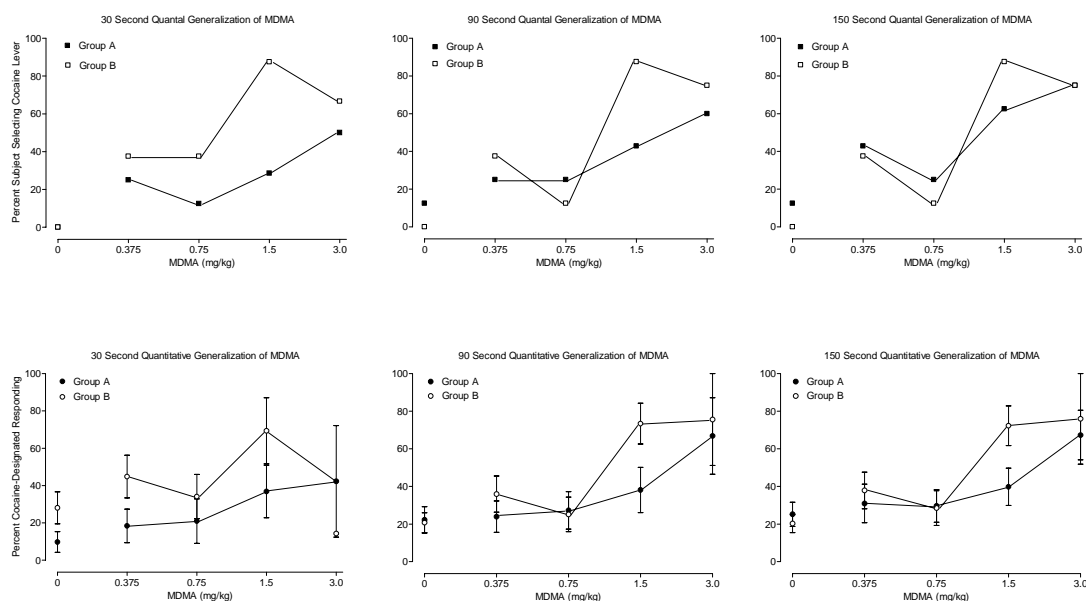 30 Second Quantal Generalization of MDMA
Percent Subject Selecting Cocaine Lever
100
80
60
40
20
0
Group A
Group B
0
0.375
0.75
1.5
3.0
MDMA (mg/kg)
90 Second Quantal Generalization of MDMA
100
80
60
40
20
0
Group A
Group B
0
0.375
0.75
1.5
3.0
MDMA (mg/kg)
150 Second Quantal Generalization of MDMA
100
80
60
40
20
0
Group A
Group B
0
0.375
0.75
1.5
3.0
MDMA (mg/kg)
30 Second Quantitative Generalization of MDMA
Percent Cocaine-Designated Responding
100
80
60
40
20
0
Group A
Group B
0
0.375
0.75
1.5
3.0
MDMA (mg/kg)
90 Second Quantitative Generalization of MDMA
100
80
60
40
20
0
Group A
Group B
0
0.375
0.75
1.5
3.0
MDMA (mg/kg)
150 Second Quantitative Generalization of MDMA
100
80
60
40
20
0
Group A
Group B
0
0.375
0.75
1.5
3.0
MDMA (mg/kg)